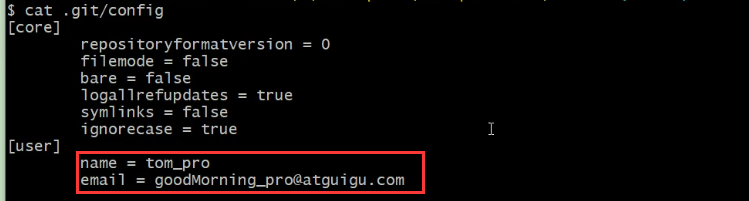 $ cat .git/config
[core]
repositoryformatversion = 0
filemode = false
bare = false
logallrefupdates = true
symlinks = false
ignorecase = true
[user]
name = tom_pro
email = goodMorning_pro@atguigu.com